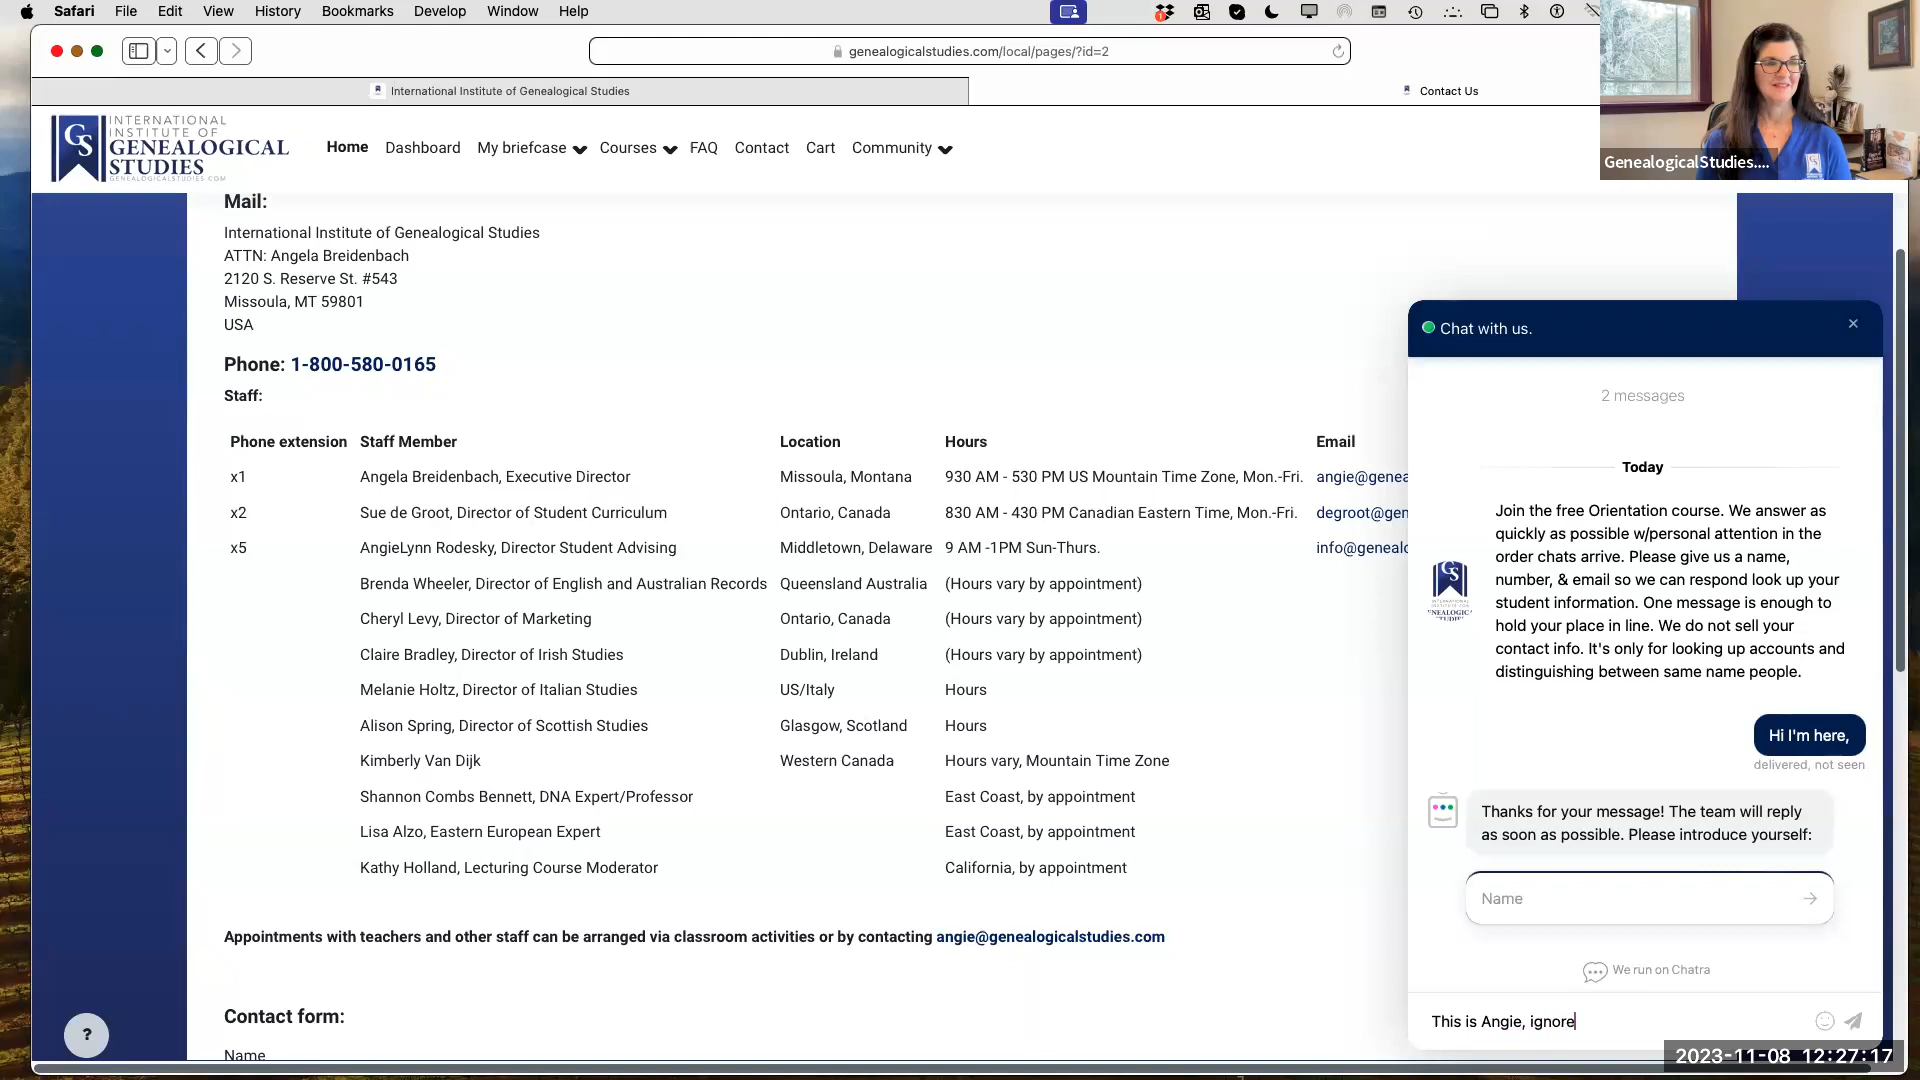 Safari File Edit View History Bookmarks Develop Window Help
genealogicalstudies.com/local/pages/?id=2
International Institute of Genealogical Studies
Contact Us
INTERNATIONAL
INSTITUTE OF
GENEALOGICAL
STUDIES
GENEALOGICALSTUDIES.COM
GS
Home Dashboard My briefcase Courses FAQ Contact Cart Community
GenealogicalStudies....
Mail:
International Institute of Genealogical Studies
ATTN: Angela Breidenbach
2120 S. Reserve St. #543
Missoula, MT 59801
USA
Phone: 1-800-580-0165
Staff:
Phone extension Staff Member Location Hours Email
x1 Angela Breidenbach, Executive Director Missoula, Montana 930 AM - 530 PM US Mountain Time Zone, Mon.-Fri. angie@genea
x2 Sue de Groot, Director of Student Curriculum Ontario, Canada 830 AM - 430 PM Canadian Eastern Time, Mon.-Fri. degroot@gen
x5 AngieLynn Rodesky, Director Student Advising Middletown, Delaware 9 AM -1PM Sun-Thurs. info@genealo
Brenda Wheeler, Director of English and Australian Records Queensland Australia (Hours vary by appointment)
Cheryl Levy, Director of Marketing Ontario, Canada (Hours vary by appointment)
Claire Bradley, Director of Irish Studies Dublin, Ireland (Hours vary by appointment)
Melanie Holtz, Director of Italian Studies US/Italy Hours
Alison Spring, Director of Scottish Studies Glasgow, Scotland Hours
Kimberly Van Dijk Western Canada Hours vary, Mountain Time Zone
Shannon Combs Bennett, DNA Expert/Professor East Coast, by appointment
Lisa Alzo, Eastern European Expert East Coast, by appointment
Kathy Holland, Lecturing Course Moderator California, by appointment
Appointments with teachers and other staff can be arranged via classroom activities or by contacting angie@genealogicalstudies.com
Contact form:
Name
?
Chat with us.
2 messages
Today
Join the free Orientation course. We answer as
quickly as possible w/personal attention in the
order chats arrive. Please give us a name,
number, & email so we can respond look up your
student information. One message is enough to
hold your place in line. We do not sell your
contact info. It's only for looking up accounts and
distinguishing between same name people.
GS
Hi I'm here,
delivered, not seen
Thanks for your message! The team will reply
as soon as possible. Please introduce yourself:
Name
We run on Chatra
This is Angie, ignore
2023-11-08 12:27:17